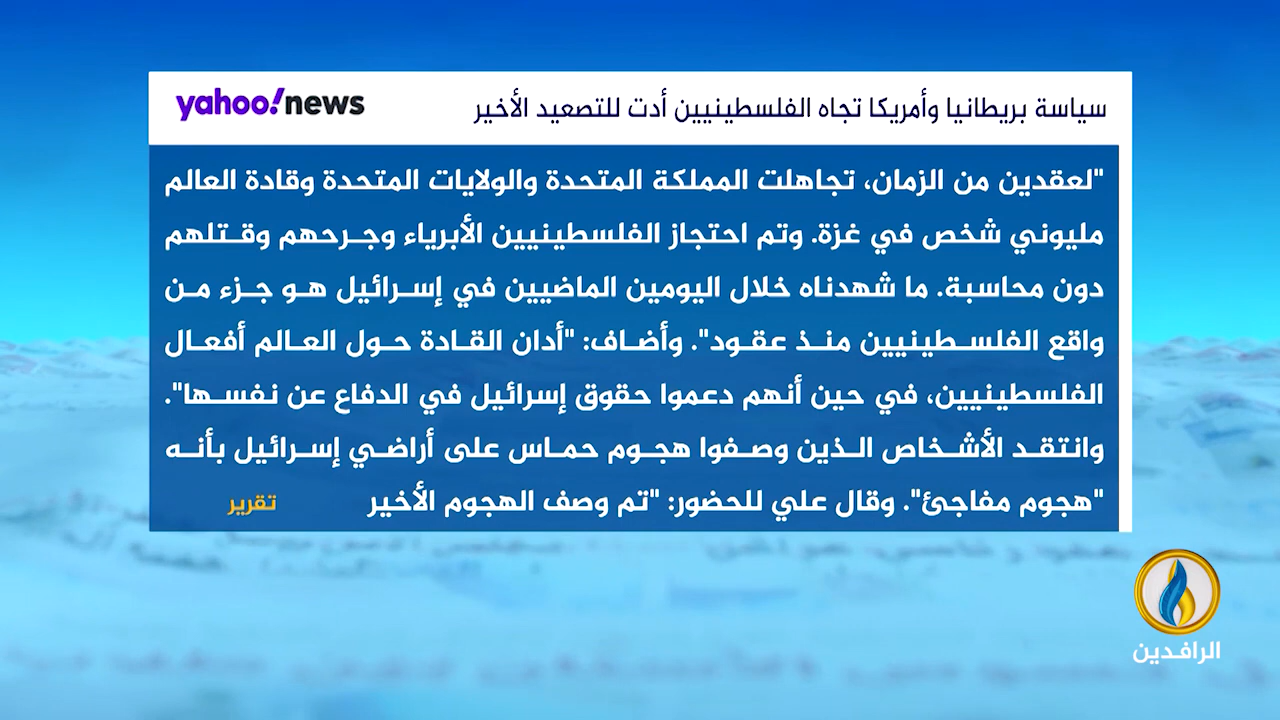 yahoo!news
سياسة بريطانيا وأمريكا تجاه الفلسطينيين أدت للتصعيد الأخير
"لعقدين من الزمان، تجاهلت المملكة المتحدة والولايات المتحدة وقادة العالم
مليوني شخص في غزة. وتم احتجاز الفلسطينيين الأبرياء وجرحهم وقتلهم
دون محاسبة. ما شهدناه خلال اليومين الماضيين في إسرائيل هو جزء من
واقع الفلسطينيين منذ عقود". وأضاف: "أدان القادة حول العالم أفعال
الفلسطينيين، في حين أنهم دعموا حقوق إسرائيل في الدفاع عن نفسها".
وانتقد الأشخاص الذين وصفوا هجوم حماس على أراضي إسرائيل بأنه
"هجوم مفاجئ". وقال علي للحضور: "تم وصف الهجوم الأخير
تقرير
الرافدين